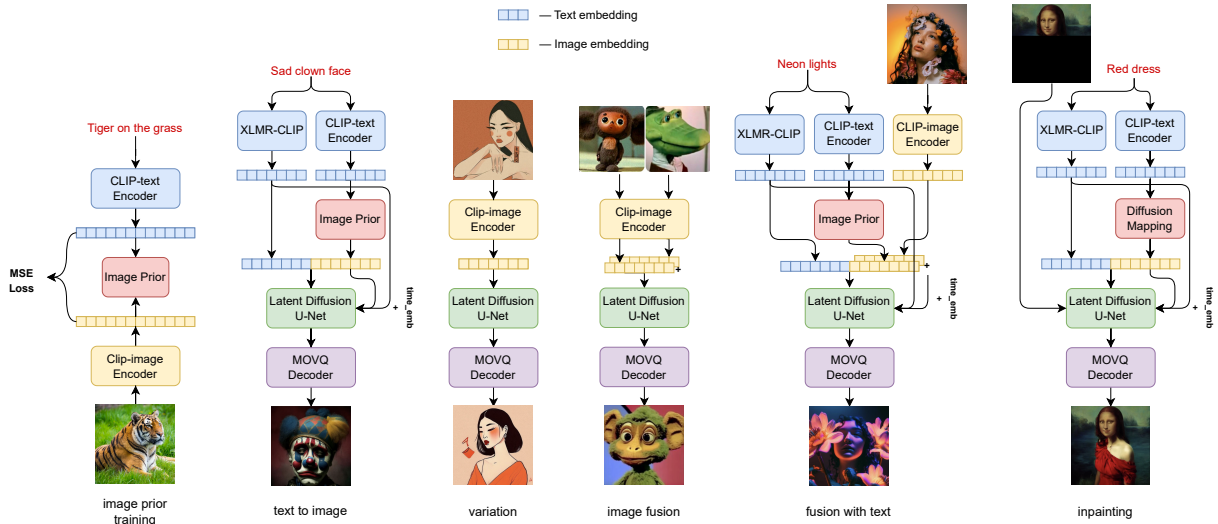 — Text embedding
— Image embedding
Tiger on the grass
CLIP-text
Encoder
Image Prior
MSE
Loss
Clip-image
Encoder
image prior
training
Sad clown face
XLMR-CLIP
CLIP-text
Encoder
Image Prior
Latent Diffusion
U-Net
+
time_emb
MOVQ
Decoder
text to image
Clip-image
Encoder
Latent Diffusion
U-Net
MOVQ
Decoder
variation
Clip-image
Encoder
+
Latent Diffusion
U-Net
MOVQ
Decoder
image fusion
Neon lights
XLMR-CLIP
CLIP-text
Encoder
CLIP-image
Encoder
Image Prior
+
Latent Diffusion
U-Net
+
time_emb
MOVQ
Decoder
fusion with text
Red dress
XLMR-CLIP
CLIP-text
Encoder
Diffusion
Mapping
Latent Diffusion
U-Net
+
time_emb
MOVQ
Decoder
inpainting